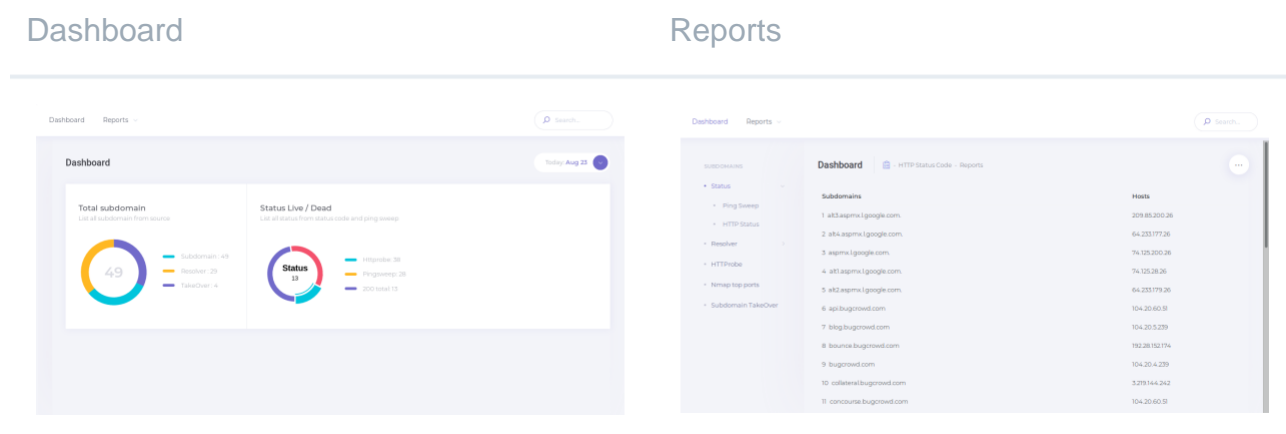 Dashboard
Reports
Dashboard Reports
Search...
Dashboard
Today: Aug 23
Total subdomain
List all subdomain from source
49
Subdomain: 49
Resolver: 29
TakeOver: 4
Status Live / Dead
List all status from status code and ping sweep
Status
13
Httprobe: 38
Pingsweep: 28
200 total 13
Dashboard Reports
Search...
SUBDOMAINS
Status
Ping Sweep
HTTP Status
Resolver
HTTProbe
Nmap top ports
Subdomain TakeOver
Dashboard - HTTP Status Code - Reports
Subdomains Hosts
1 alt3.aspmx.l.google.com. 209.85.200.26
2 alt4.aspmx.l.google.com. 64.233.177.26
3 aspmx.l.google.com. 74.125.200.26
4 alt1.aspmx.l.google.com. 74.125.28.26
5 alt2.aspmx.l.google.com. 64.233.179.26
6 api.bugcrowd.com 104.20.60.51
7 blog.bugcrowd.com 104.20.5.239
8 bounce.bugcrowd.com 192.28.152.174
9 bugcrowd.com 104.20.4.239
10 collateral.bugcrowd.com 3.219.144.242
11 concourse.bugcrowd.com 104.20.60.51